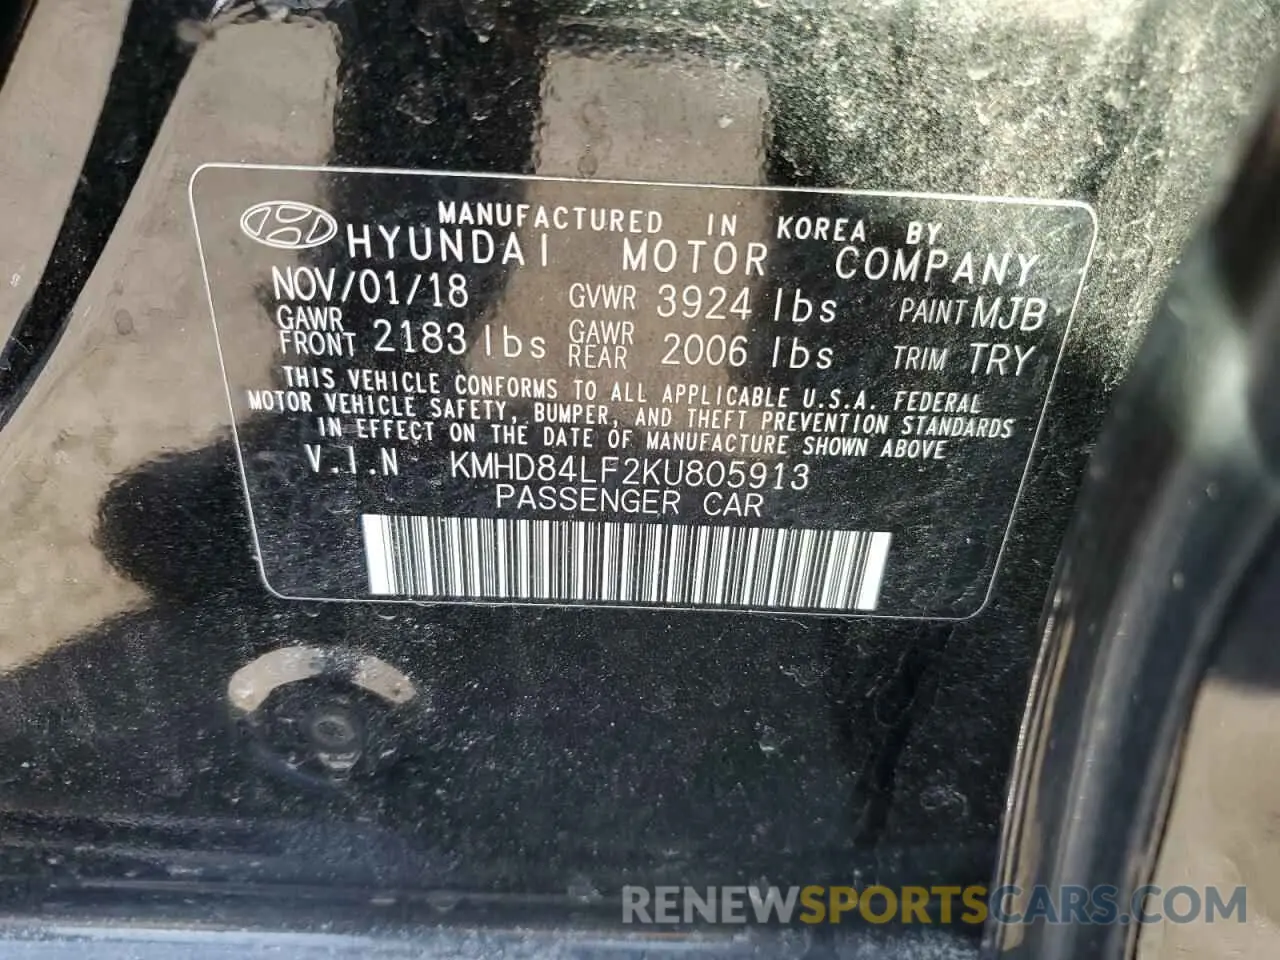 MANUFACTURED IN KOREA BY
HYUNDAI MOTOR COMPANY
NOV/01/18 GVWR 3924 lbs PAINT MJB
GAWR FRONT 2183 lbs GAWR REAR 2006 lbs TRIM TRY
THIS VEHICLE CONFORMS TO ALL APPLICABLE U.S.A. FEDERAL
MOTOR VEHICLE SAFETY, BUMPER, AND THEFT PREVENTION STANDARDS
IN EFFECT ON THE DATE OF MANUFACTURE SHOWN ABOVE
V.I.N KMHD84LF2KU805913
PASSENGER CAR
RENEWSPORTSCARS.COM